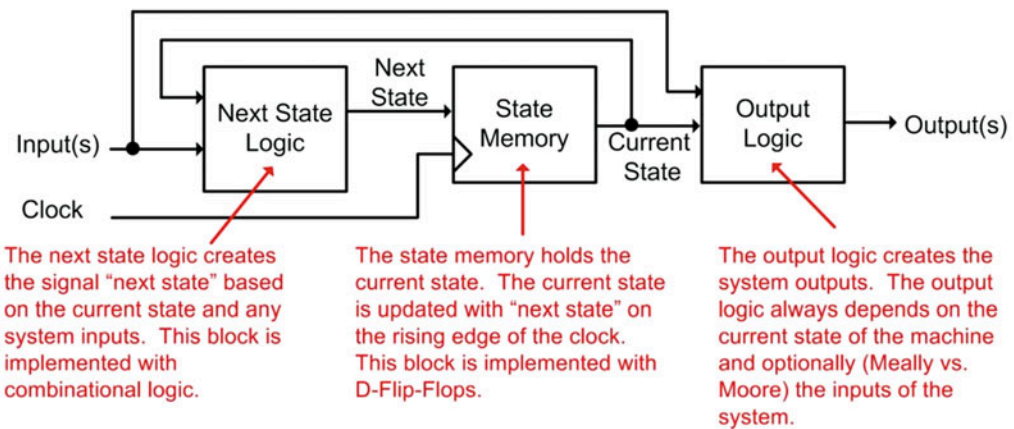 Input(s)
Clock
Next State
Logic
Next
State
State
Memory
Current
State
Output
Logic
Output(s)
The next state logic creates
the signal “next state” based
on the current state and any
system inputs. This block is
implemented with
combinational logic.
The state memory holds the
current state. The current state
is updated with “next state” on
the rising edge of the clock.
This block is implemented with
D-Flip-Flops.
The output logic creates the
system outputs. The output
logic always depends on the
current state of the machine
and optionally (Meally vs.
Moore) the inputs of the
system.